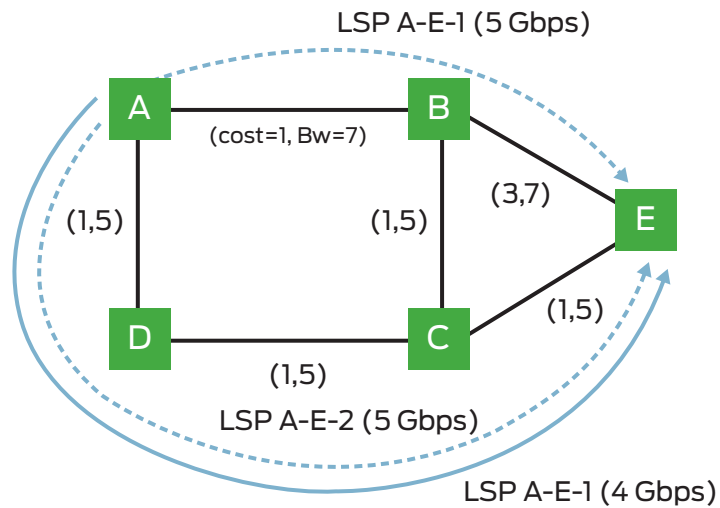 LSP A-E-1 (5 Gbps)
A
B
(cost=1, Bw=7)
(3,7)
(1,5)
(1,5)
E
(1,5)
D
C
(1,5)
LSP A-E-2 (5 Gbps)
LSP A-E-1 (4 Gbps)